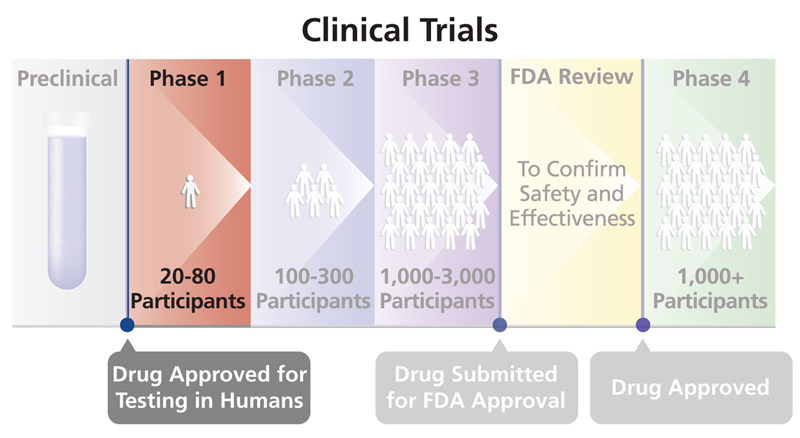 Clinical Trials
Preclinical
Phase 1
Phase 2
Phase 3
FDA Review
Phase 4
To Confirm
Safety and
Effectiveness
20-80
Participants
100-300
Participants
1,000-3,000
Participants
1,000+
Participants
Drug Approved for
Testing in Humans
Drug Submitted
for FDA Approval
Drug Approved